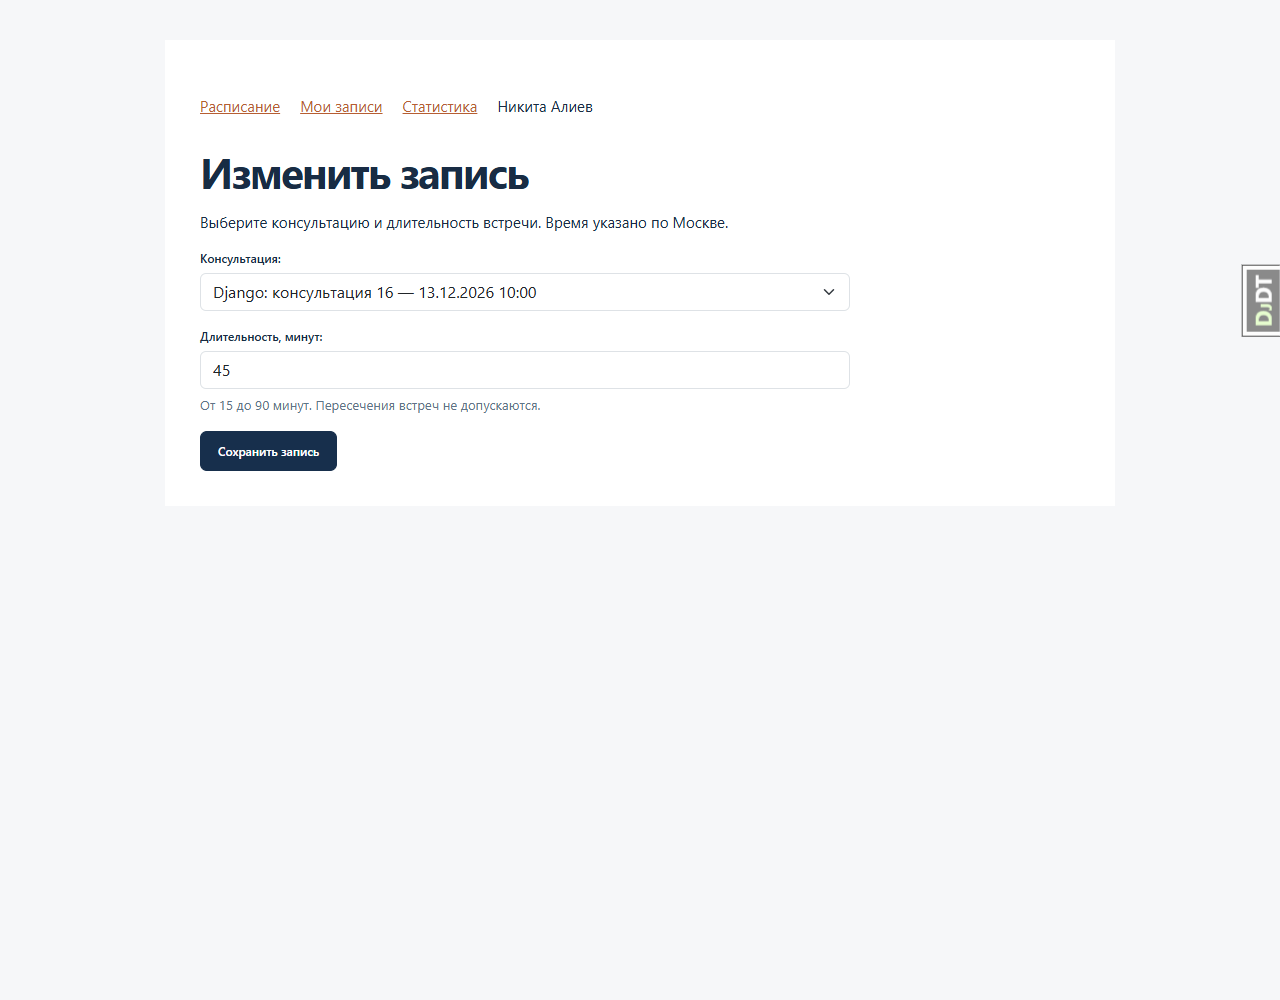 Расписание Мои записи Статистика Никита Алиев
Изменить запись
Выберите консультацию и длительность встречи. Время указано по Москве.
Консультация:
Django: консультация 16 — 13.12.2026 10:00
Длительность, минут:
45
От 15 до 90 минут. Пересечения встреч не допускаются.
Сохранить запись
DJDT